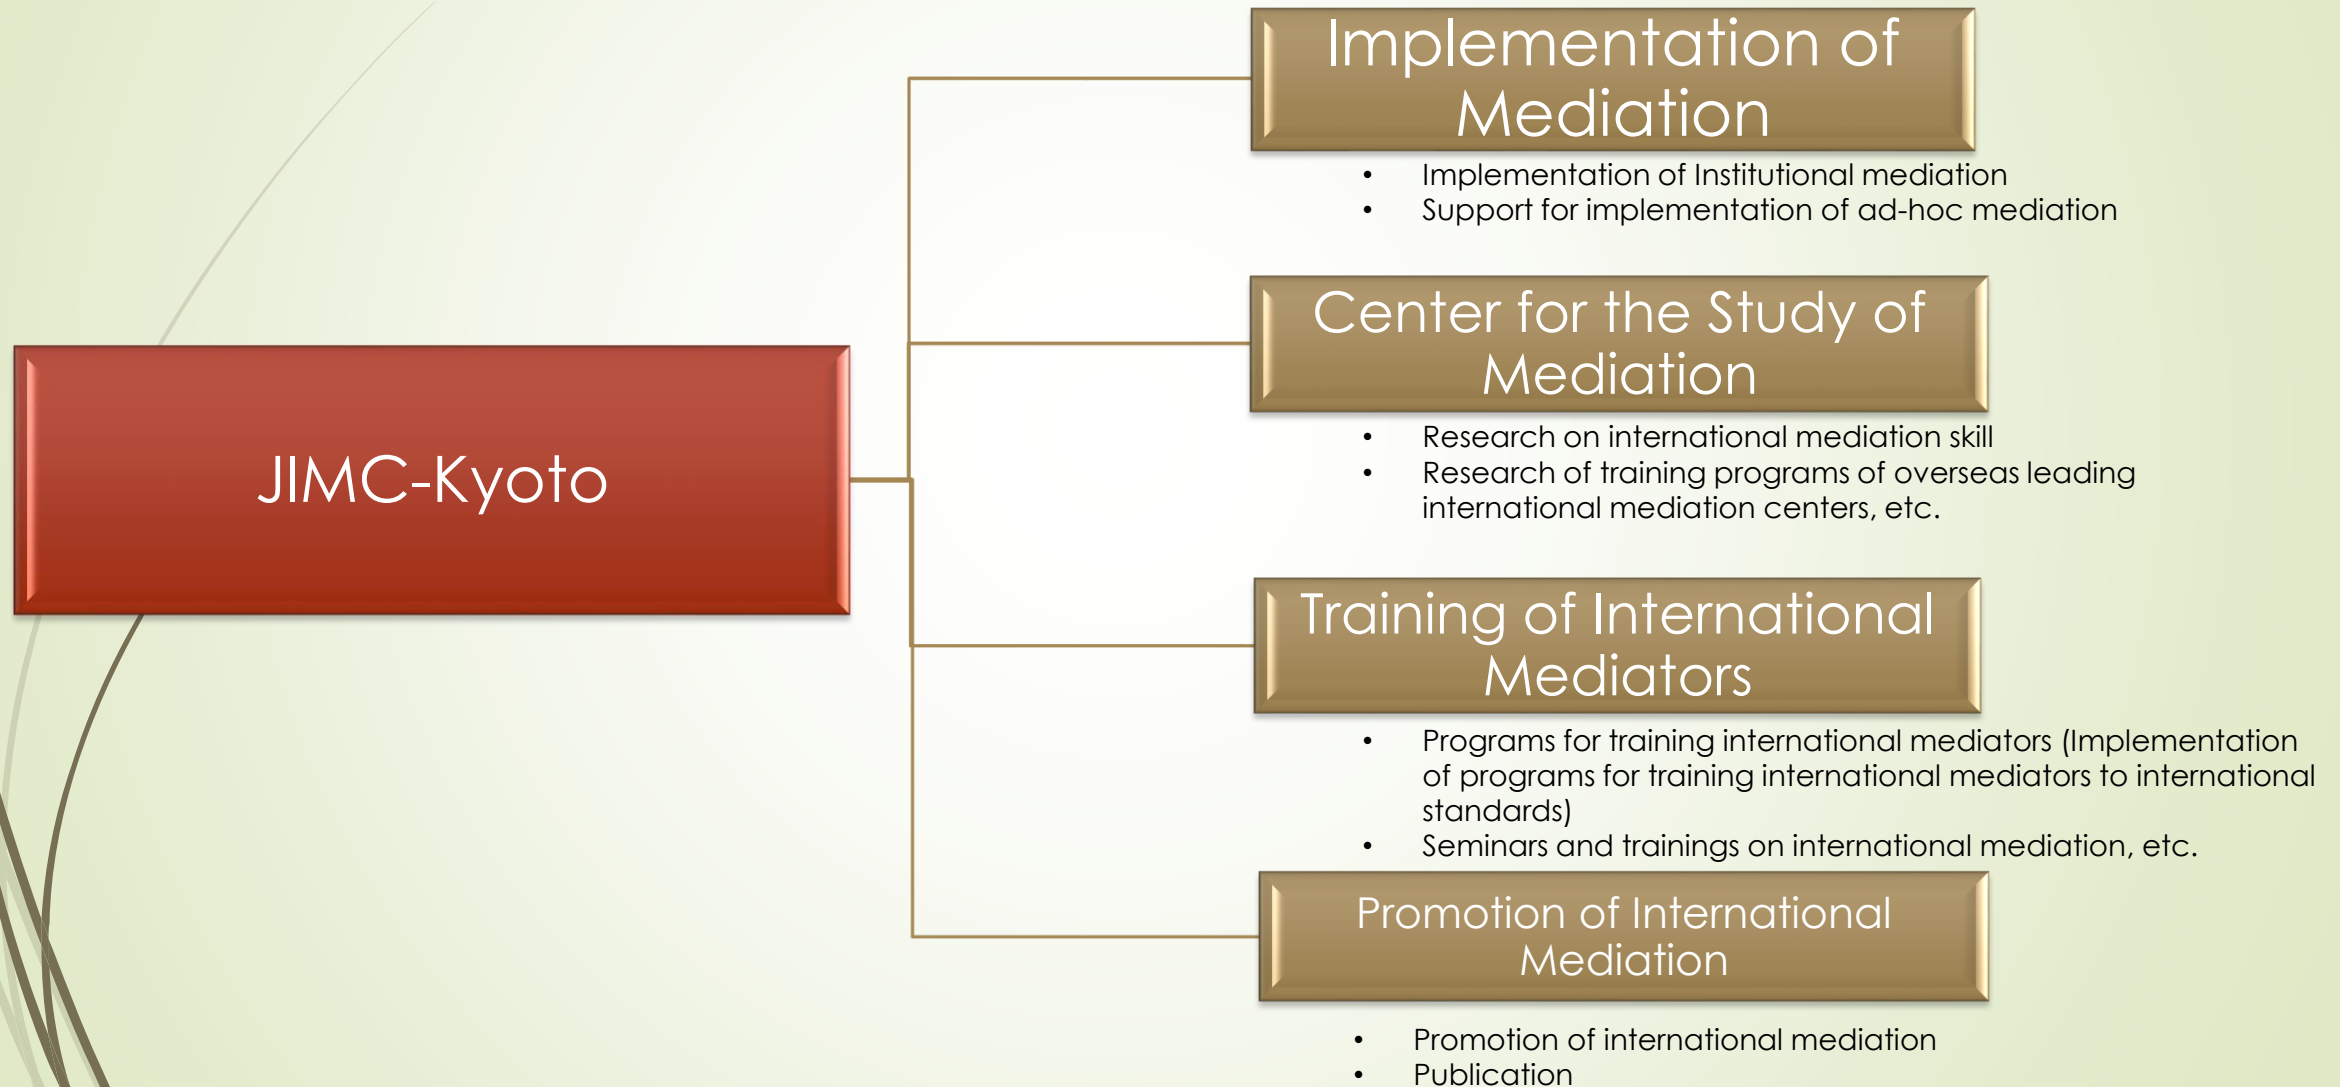 JIMC-Kyoto
Implementation of
Mediation
• Implementation of Institutional mediation
• Support for implementation of ad-hoc mediation
Center for the Study of
Mediation
• Research on international mediation skill
• Research of training programs of overseas leading
international mediation centers, etc.
Training of International
Mediators
• Programs for training international mediators (Implementation
of programs for training international mediators to international
standards)
• Seminars and trainings on international mediation, etc.
Promotion of International
Mediation
• Promotion of international mediation
• Publication